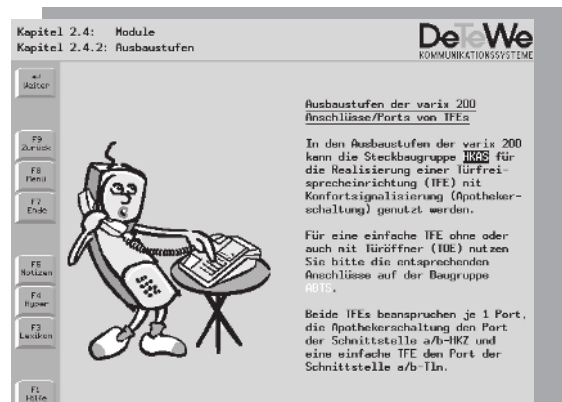 Kapitel 2.4: Module
Kapitel 2.4.2: Ausbaustufen
DeTeWe
KOMMUNIKATIONSSYSTEME
Weiter
F9
Zurück
F8
Menü
F7
Ende
F5
Notizen
F4
Hyper
F3
Lexikon
F1
Hilfe
Ausbaustufen der varix 200
Anschlüsse/Ports von TFEs
In den Ausbaustufen der varix 200
kann die Steckbaugruppe HKAS für
die Realisierung einer Türfrei-
sprecheinrichtung (TFE) mit
Komfortsignalisierung (Apotheker-
schaltung) genutzt werden.
Für eine einfache TFE ohne oder
auch mit Türöffner (TOE) nutzen
Sie bitte die entsprechenden
Anschlüsse auf der Baugruppe
ABTS.
Beide TFEs beanspruchen je 1 Port,
die Apothekerschaltung den Port
der Schnittstelle a/b-HKZ und
eine einfache TFE den Port der
Schnittstelle a/b-Tln.